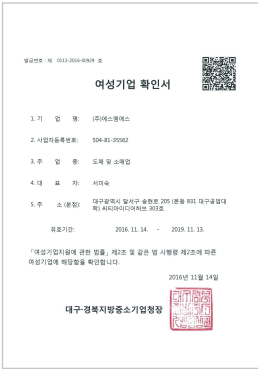 발급번호 : 제 0113-2016-00929 호
여성기업 확인서
1. 기 업 명: (주)에스엠에스
2. 사업자등록번호: 504-81-35562
3. 주 업 종: 도매 및 소매업
4. 대 표 자: 서미숙
5. 주 소 (본점): 대구광역시 달서구 송현로 205 (본동 831 대구공업대
학) 씨티아이디어허브 303호
유효기간: 2016. 11. 14. ~ 2019. 11. 13.
「여성기업지원에 관한 법률」제2조 및 같은 법 시행령 제2조에 따른
여성기업에 해당함을 확인합니다.
2016년 11월 14일
대구·경북지방중소기업청장